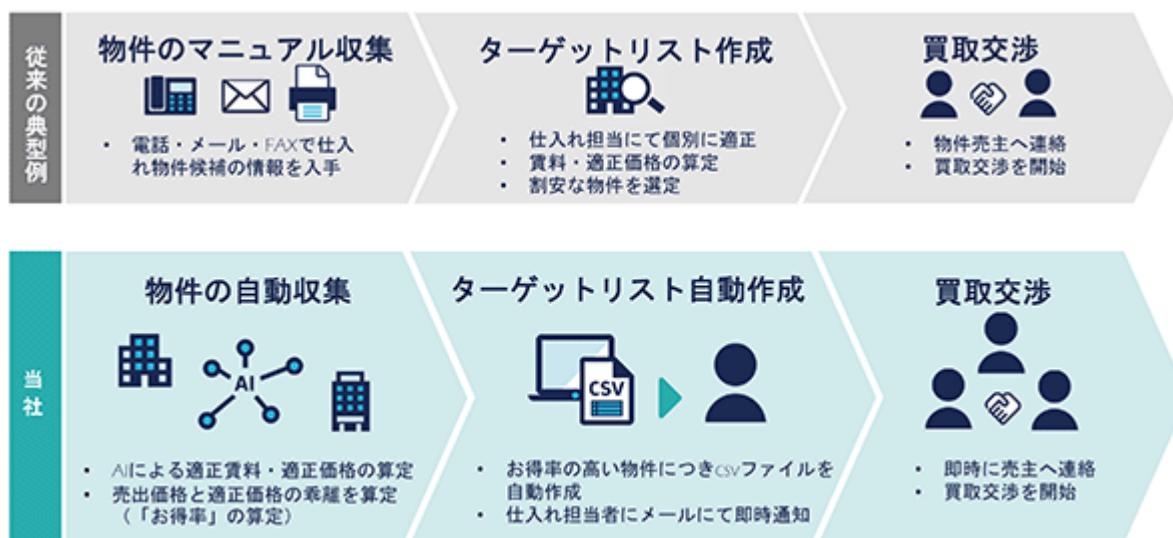 従来の典型例
物件のマニュアル収集
• 電話・メール・FAXで仕入
れ物件候補の情報を入手
ターゲットリスト作成
• 仕入れ担当にて個別に適正
• 賃料・適正価格の算定
• 割安な物件を選定
買取交渉
• 物件売主へ連絡
• 買取交渉を開始
当社
物件の自動収集
AI
• AIによる適正賃料・適正価格の算定
• 売出価格と適正価格の乖離を算定
(「お得率」の算定)
ターゲットリスト自動作成
CSV
• お得率の高い物件につきCSVファイルを
自動作成
• 仕入れ担当者にメールにて即時通知
買取交渉
• 即時に売主へ連絡
• 買取交渉を開始